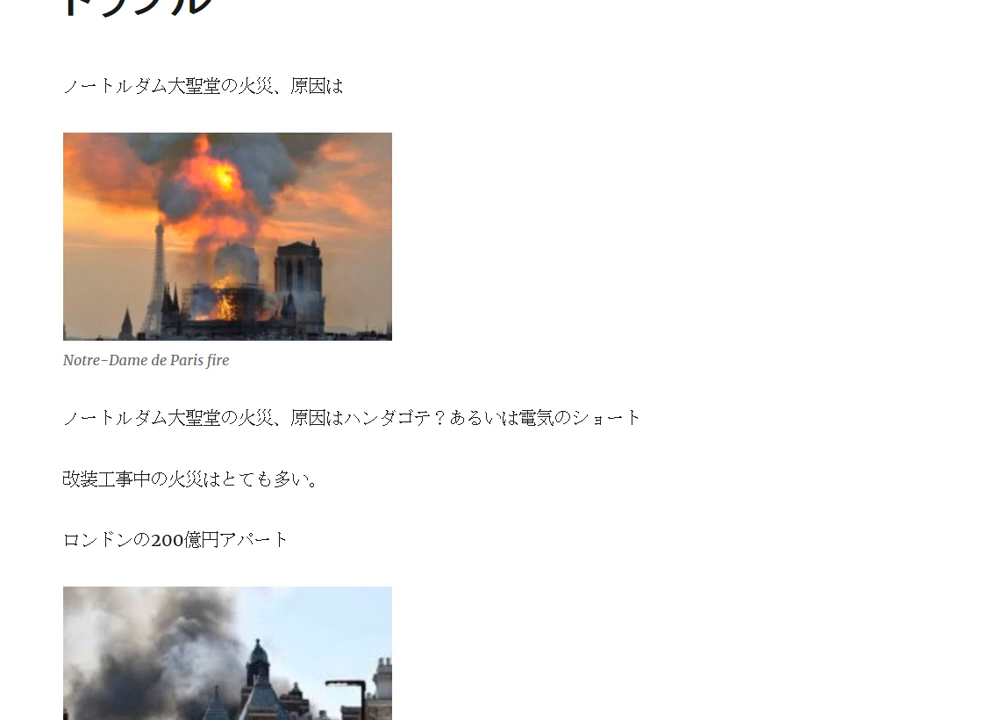 トラブル
ノートルダム大聖堂の火災、原因は
Notre-Dame de Paris fire
ノートルダム大聖堂の火災、原因はハンダゴテ？あるいは電気のショート
改装工事中の火災はとても多い。
ロンドンの200億円アパート